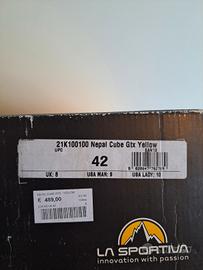 21K100100 Nepal Cube Gtx Yellow
UPC
EAN13
42
UK: 8
USA MAN: 9
USA LADY: 10
€ 489,00
LA SPORTIVA
innovation with passion